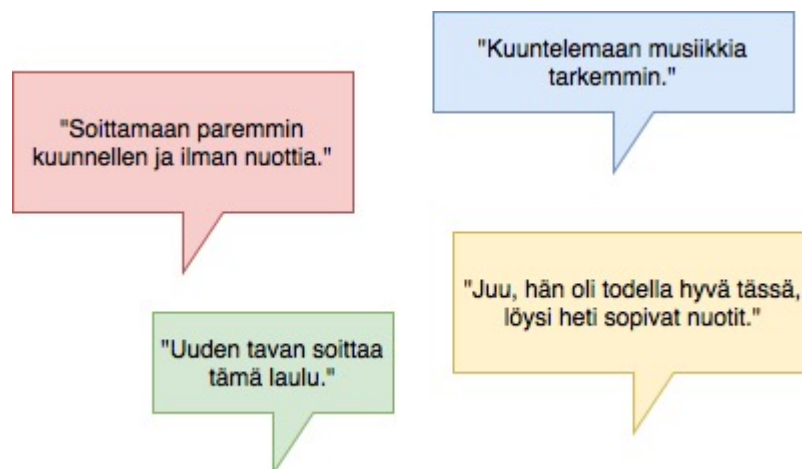 "Kuuntelemaan musiikkia
tarkemmin."
"Soittamaan paremmin
kuunnellen ja ilman nuottia."
"Juu, hän oli todella hyvä tässä,
löysi heti sopivat nuotit."
"Uuden tavan soittaa
tämä laulu."